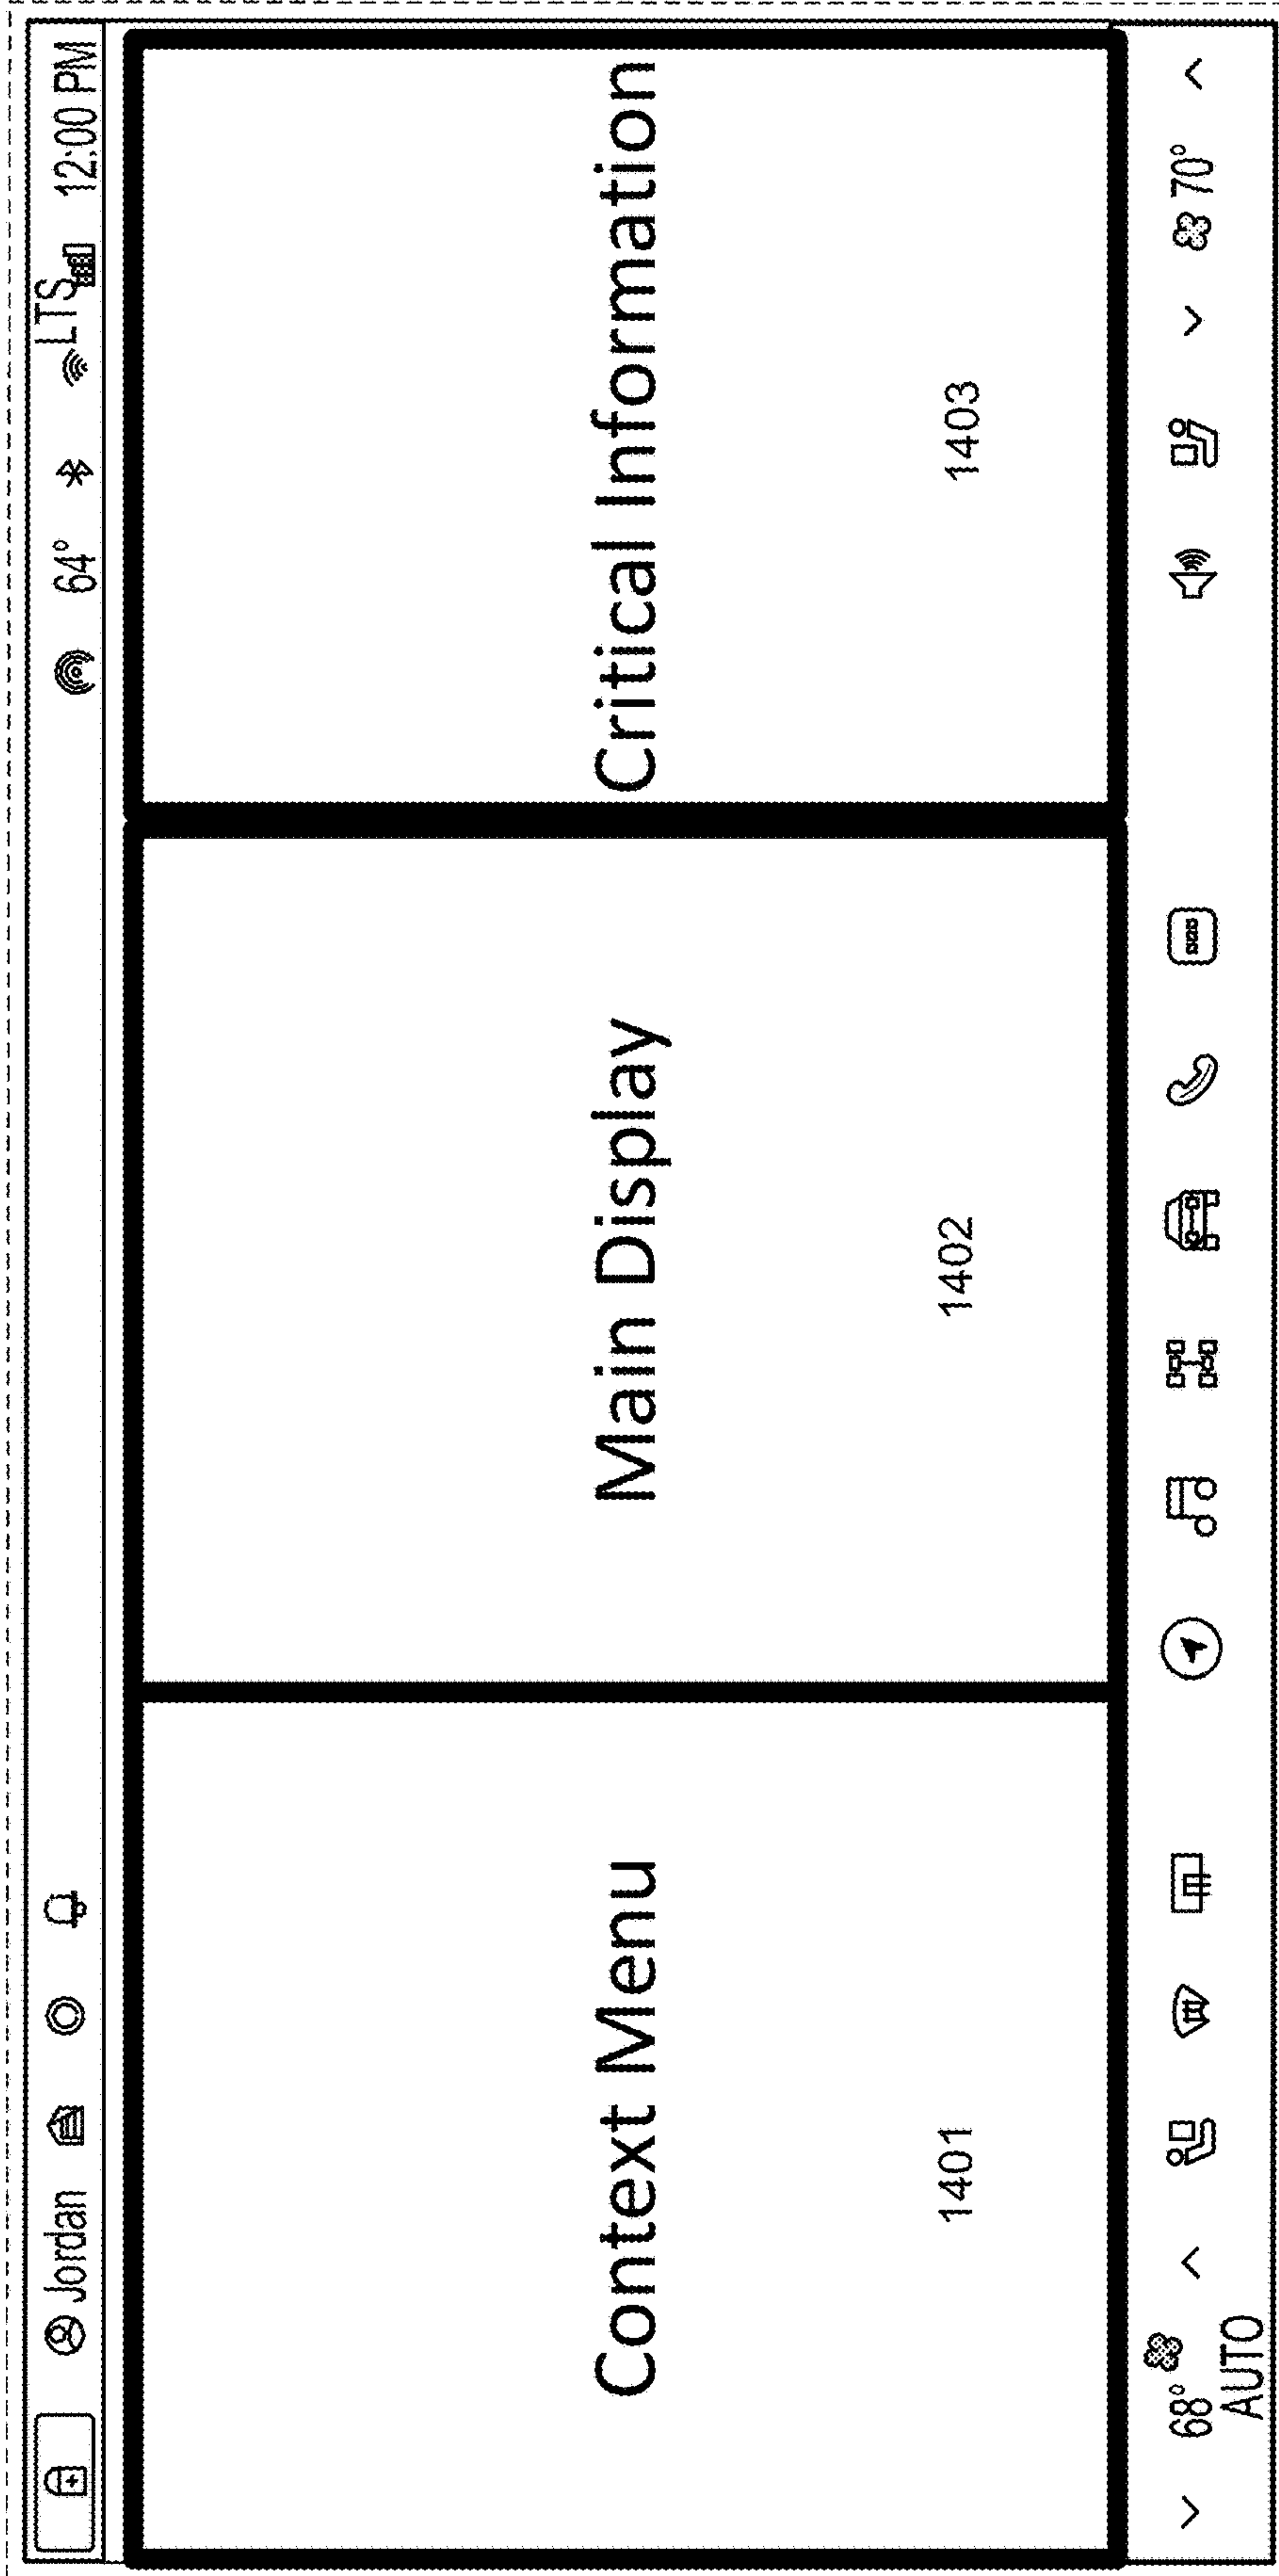 Jordan
64°
LTS
12:00 PM
Context Menu
Main Display
Critical Information
1401
1402
1403
68°
AUTO
70°